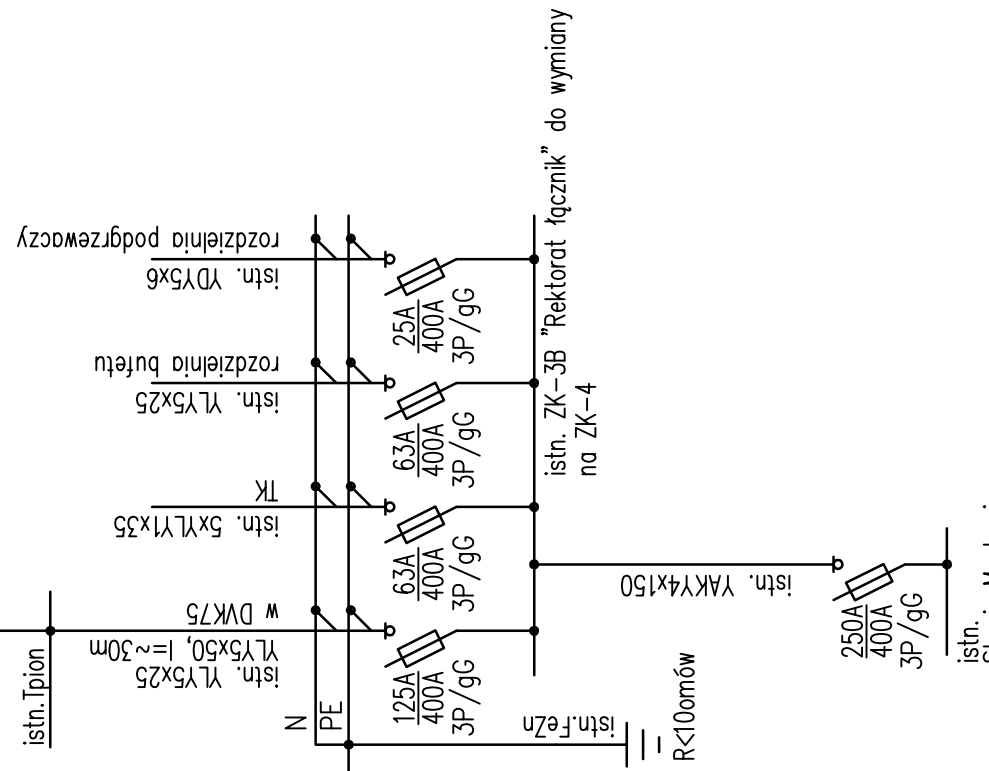 istn. ZK-3B "Rektorat łącznik" do wymiany
na ZK-4
rozdzielnia podgrzewaczy
istn. YDY5x6
25A
400A
3P/gG
rozdzielnia bufetu
istn. YLY5x25
63A
400A
3P/gG
TK
istn. 5xYLY1x35
63A
400A
3P/gG
w DVK75
YLY5x50, l=~30m
istn. YLY5x25
125A
400A
3P/gG
istn.Tpion
N
PE
istn.FeZn
R<10omów
istn. YAKY4x150
250A
400A
3P/gG
istn.